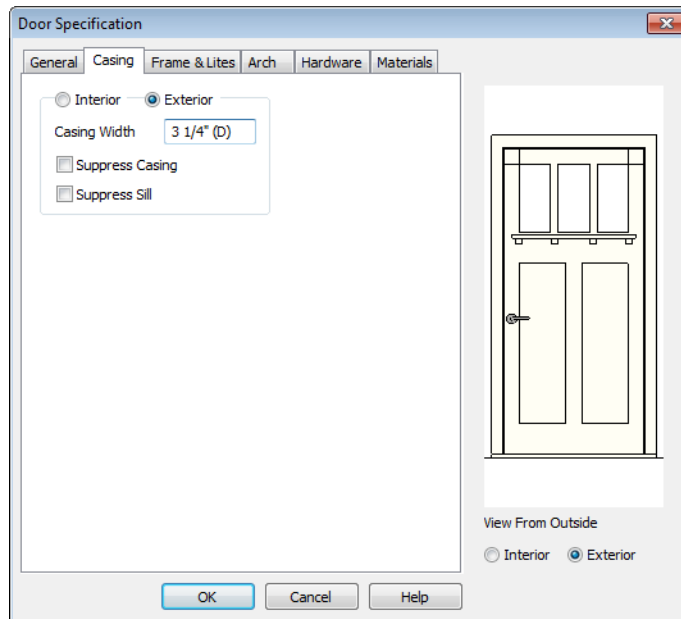 Door Specification
General Casing Frame & Lites Arch Hardware Materials
Interior Exterior
Casing Width 3 1/4" (D)
Suppress Casing
Suppress Sill
View From Outside
Interior Exterior
OK Cancel Help